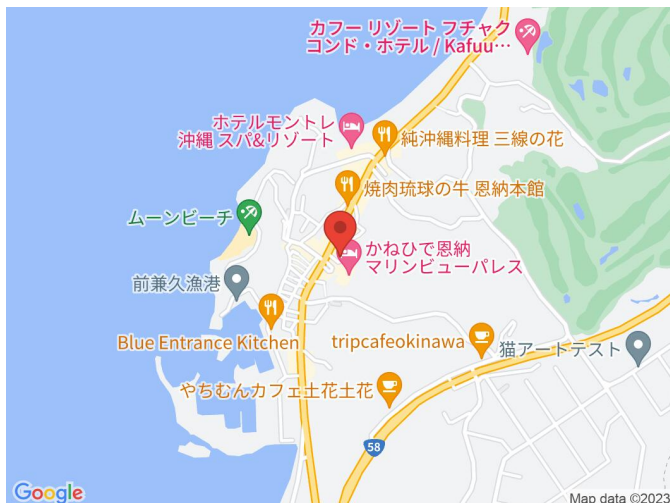 カフー リゾート フチャク
コンド・ホテル / Kafuu…
ホテルモントレ
沖縄 スパ&リゾート
純沖縄料理 三線の花
焼肉琉球の牛 恩納本館
ムーンビーチ
かねひで恩納
マリンビューパレス
前兼久漁港
Blue Entrance Kitchen
tripcafeokinawa
猫アートテスト
やちむんカフェ土花土花
58
Google
Map data ©2023